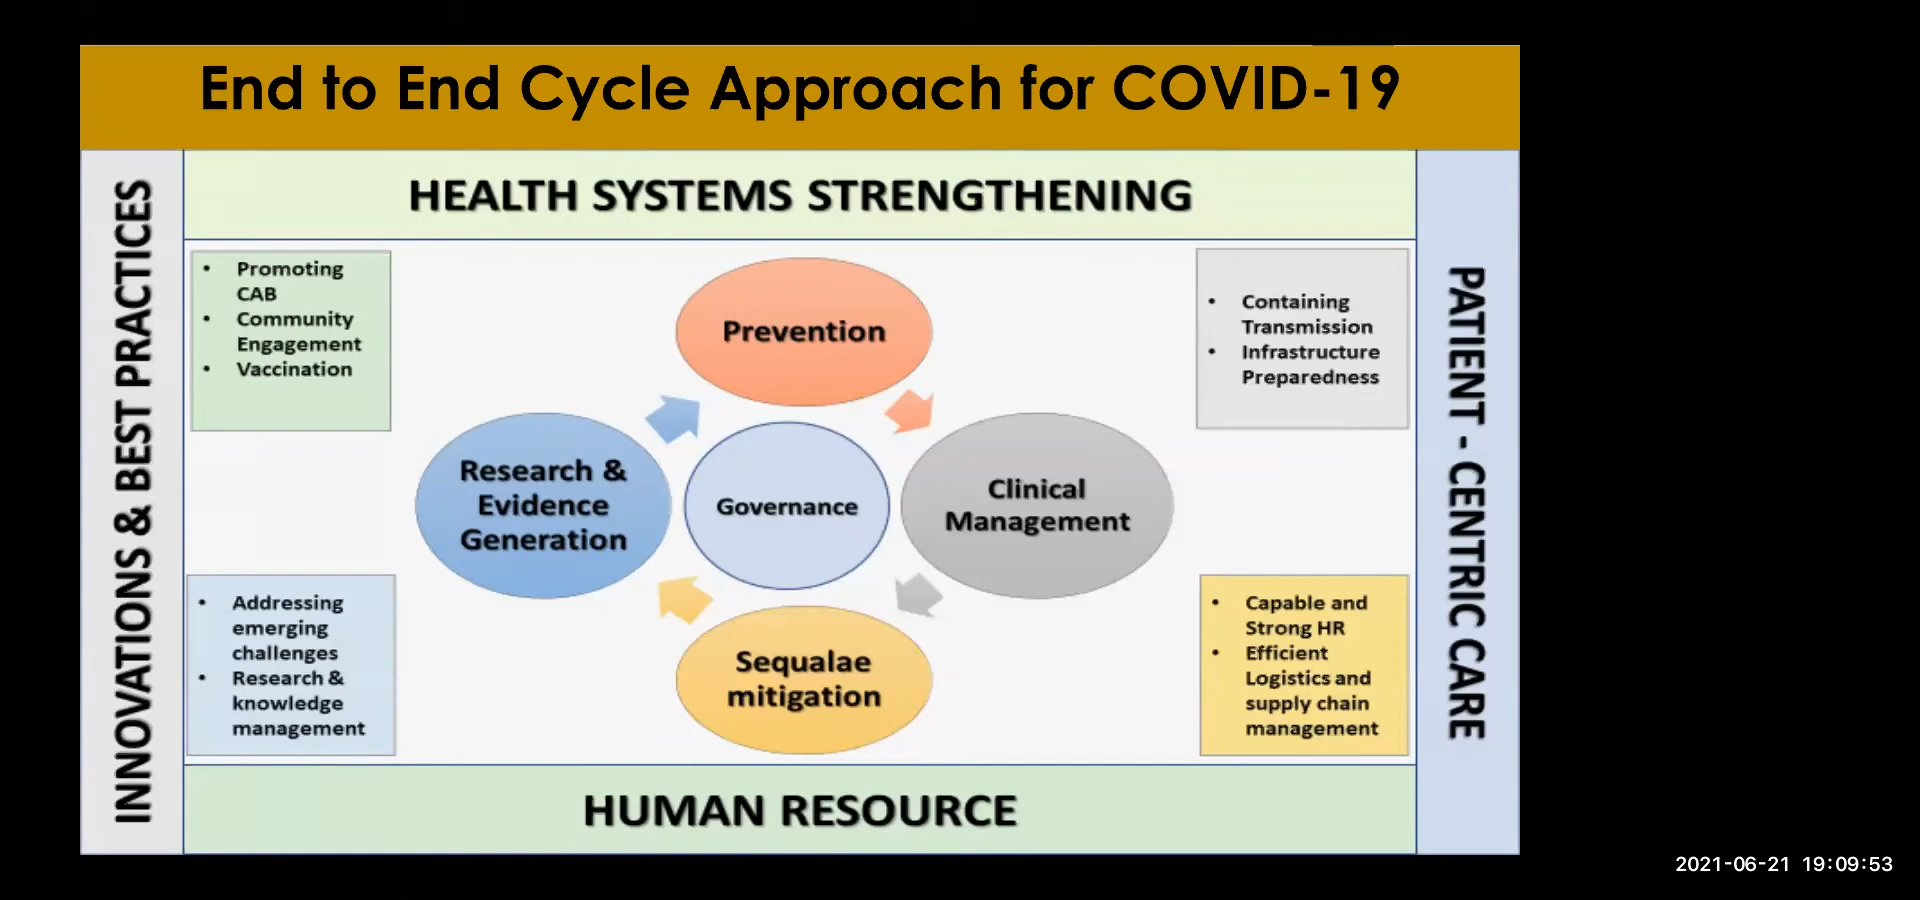 End to End Cycle Approach for COVID-19
HEALTH SYSTEMS STRENGTHENING
INNOVATIONS & BEST PRACTICES
• Promoting
CAB
• Community
Engagement
• Vaccination
Prevention
• Containing
Transmission
• Infrastructure
Preparedness
PATIENT - CENTRIC CARE
Research &
Evidence
Generation
Governance
Clinical
Management
• Addressing
emerging
challenges
• Research &
knowledge
management
Sequalae
mitigation
• Capable and
Strong HR
• Efficient
Logistics and
supply chain
management
HUMAN RESOURCE
2021-06-21 19:09:53